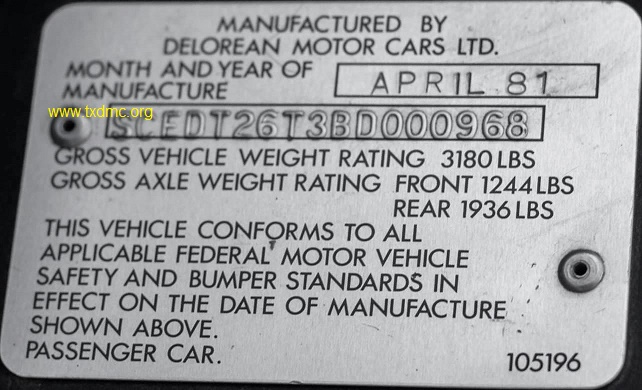 MANUFACTURED BY
DELOREAN MOTOR CARS LTD.
MONTH AND YEAR OF
MANUFACTURE
APRIL 81
www.txdmc.org
SCEDT26T3BD000968
GROSS VEHICLE WEIGHT RATING 3180 LBS
GROSS AXLE WEIGHT RATING FRONT 1244 LBS
REAR 1936 LBS
THIS VEHICLE CONFORMS TO ALL
APPLICABLE FEDERAL MOTOR VEHICLE
SAFETY AND BUMPER STANDARDS IN
EFFECT ON THE DATE OF MANUFACTURE
SHOWN ABOVE.
PASSENGER CAR.
105196